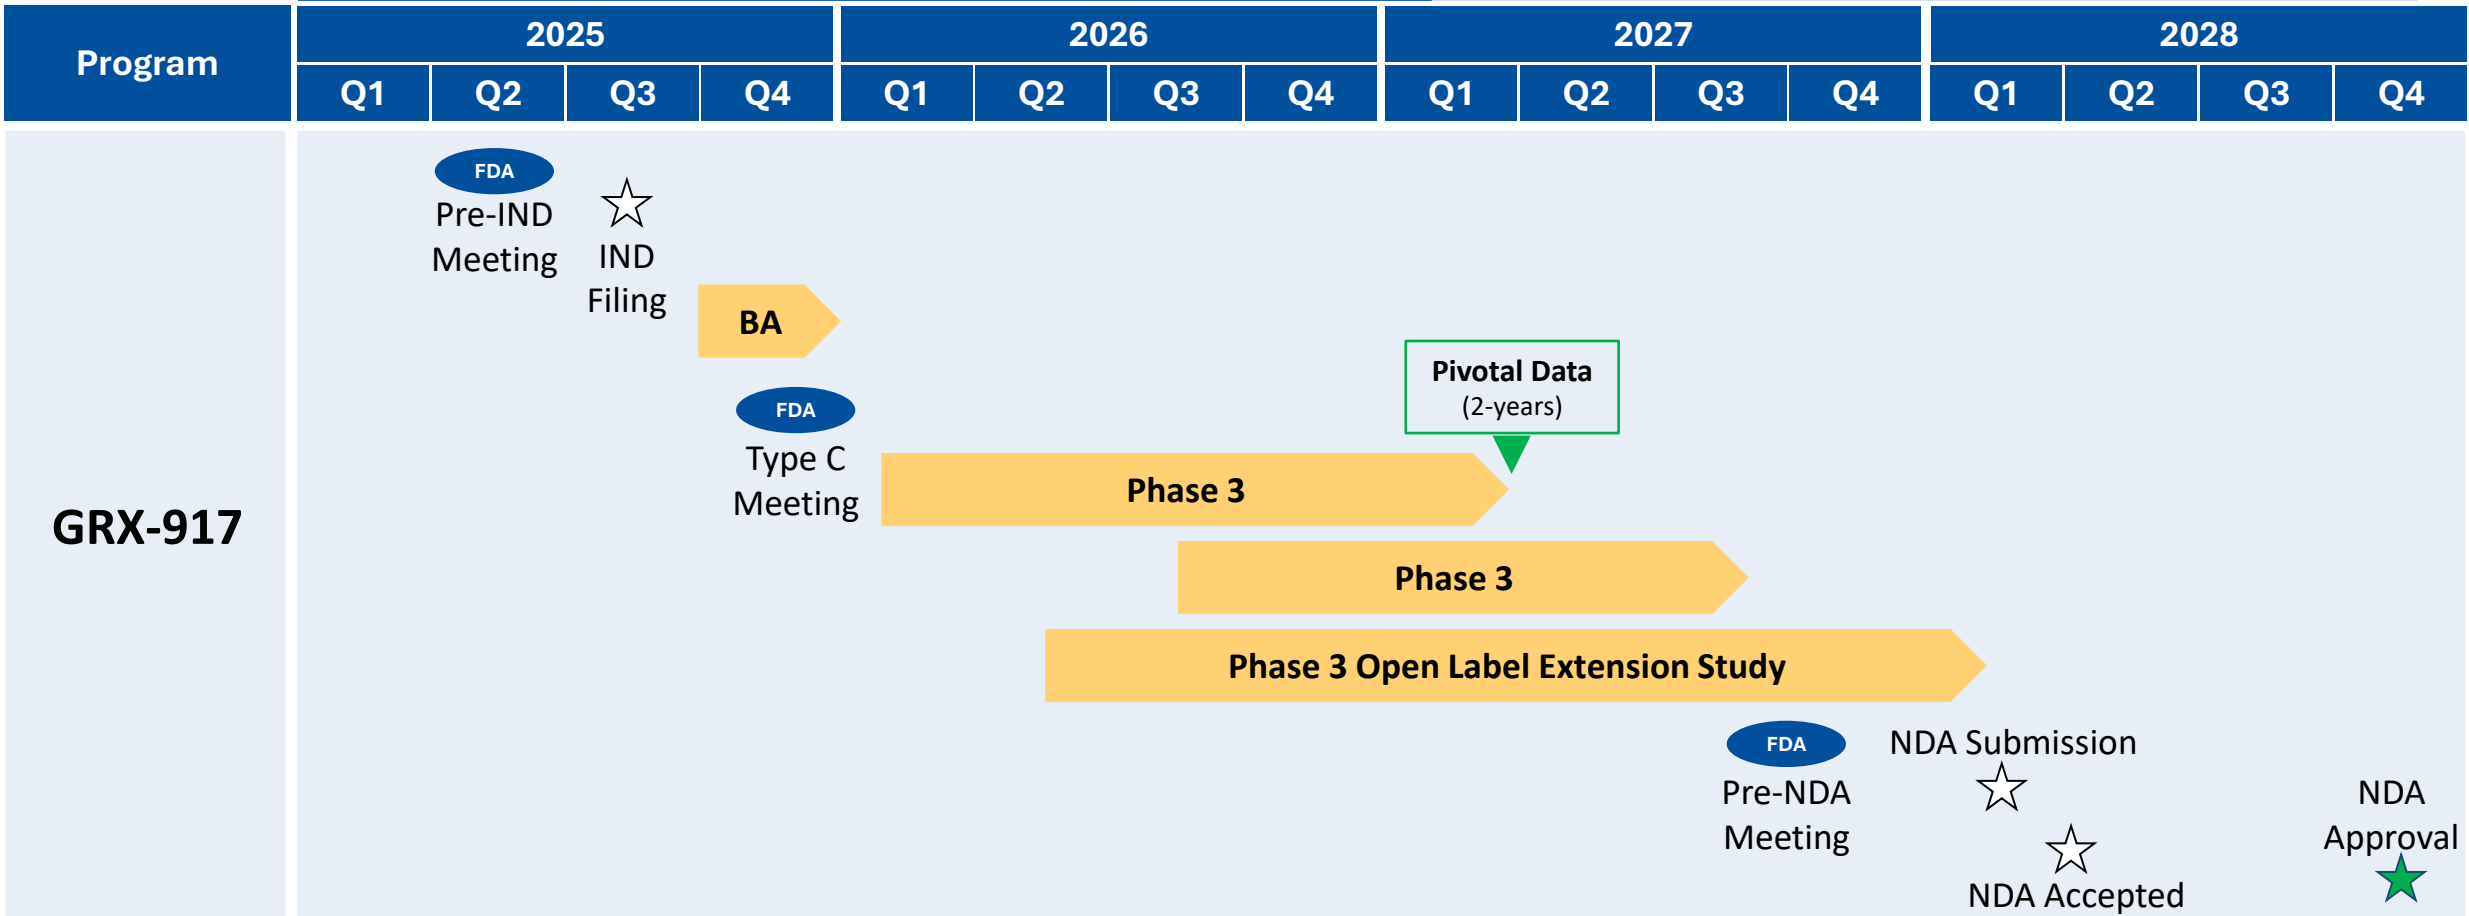 Program
2025
2026
2027
2028
Q1 Q2 Q3 Q4 Q1 Q2 Q3 Q4 Q1 Q2 Q3 Q4 Q1 Q2 Q3 Q4
GRX-917
FDA
Pre-IND
Meeting
IND
Filing
BA
FDA
Type C
Meeting
Pivotal Data
(2-years)
Phase 3
Phase 3
Phase 3 Open Label Extension Study
FDA
Pre-NDA
Meeting
NDA Submission
NDA Accepted
NDA
Approval